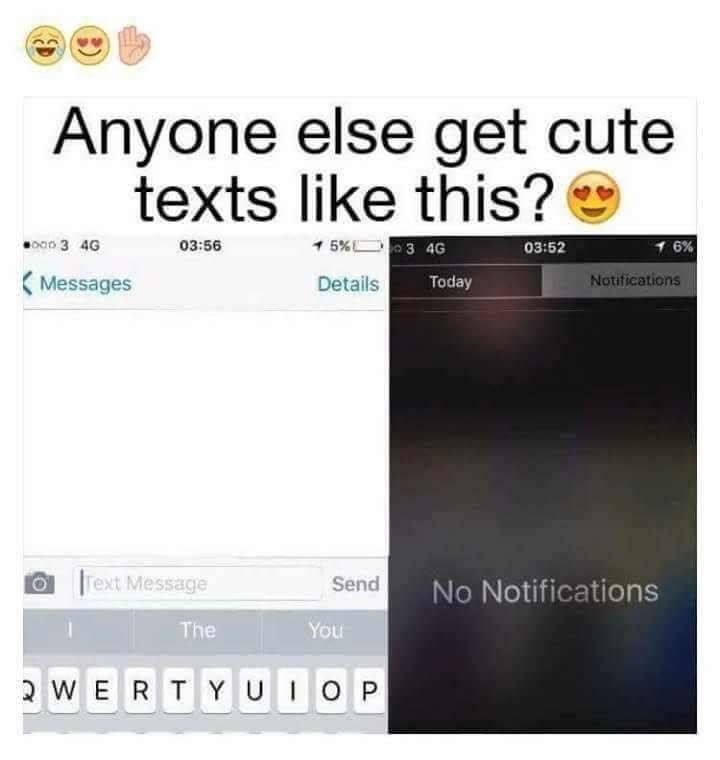 Anyone else get cute
texts like this?😍
3 4G 03:56 5%
Messages Details
Text Message Send
I The You
Q W E R T Y U I O P
3 4G 03:52 6%
Today Notifications
No Notifications